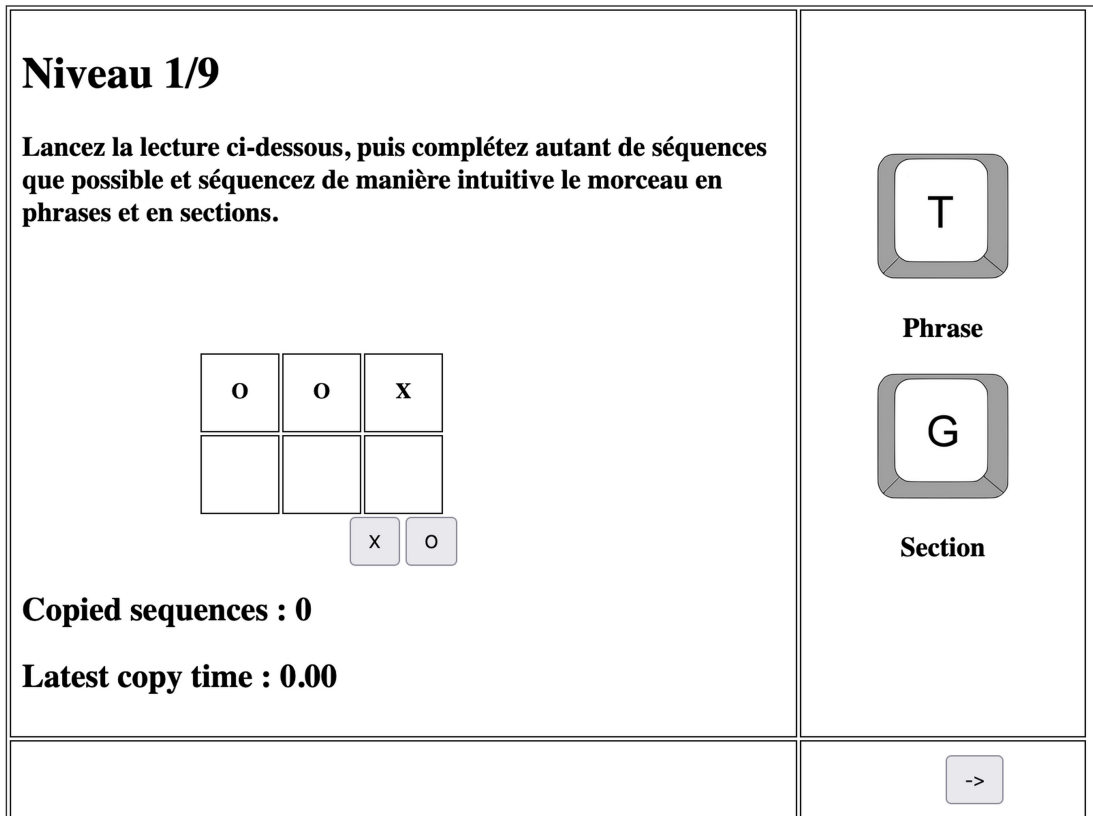 Niveau 1/9
Lancez la lecture ci-dessous, puis complétez autant de séquences
que possible et séquencez de manière intuitive le morceau en
phrases et en sections.
O O X
X O
Copied sequences : 0
Latest copy time : 0.00
T
Phrase
G
Section
->